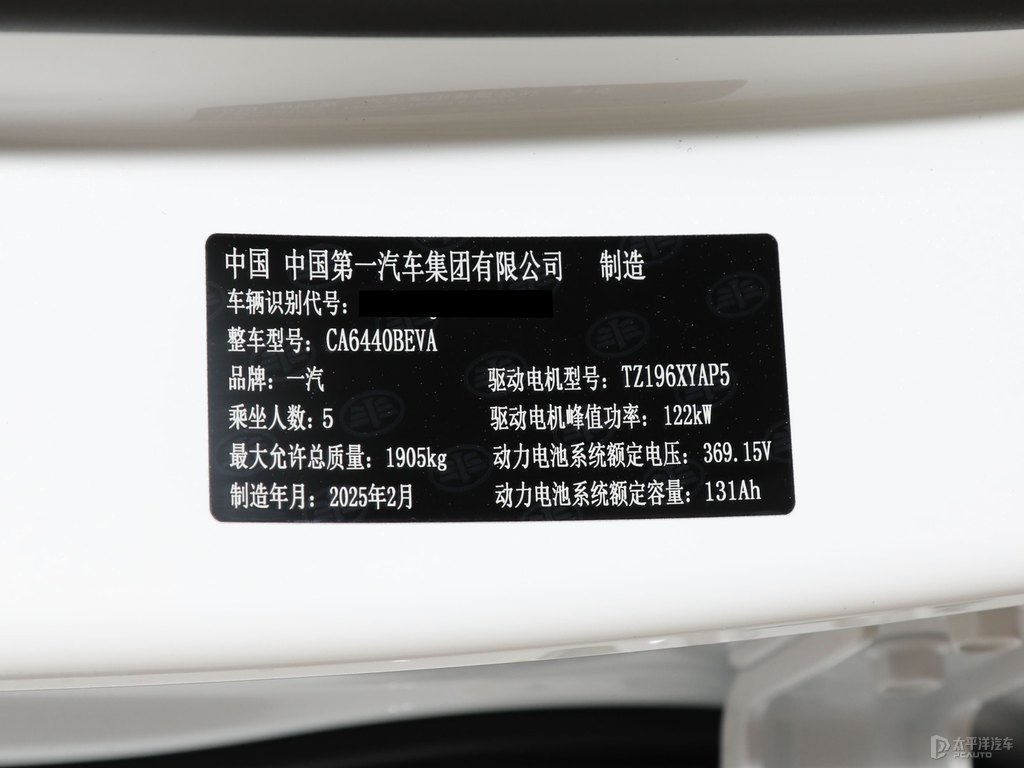 中国 中国第一汽车集团有限公司 制造
车辆识别代号：
整车型号：CA6440BEVA
品牌：一汽 驱动电机型号：TZ196XYAP5
乘坐人数：5 驱动电机峰值功率：122kW
最大允许总质量：1905kg 动力电池系统额定电压：369.15V
制造年月：2025年2月 动力电池系统额定容量：131Ah
太平洋汽车
PCAUTO